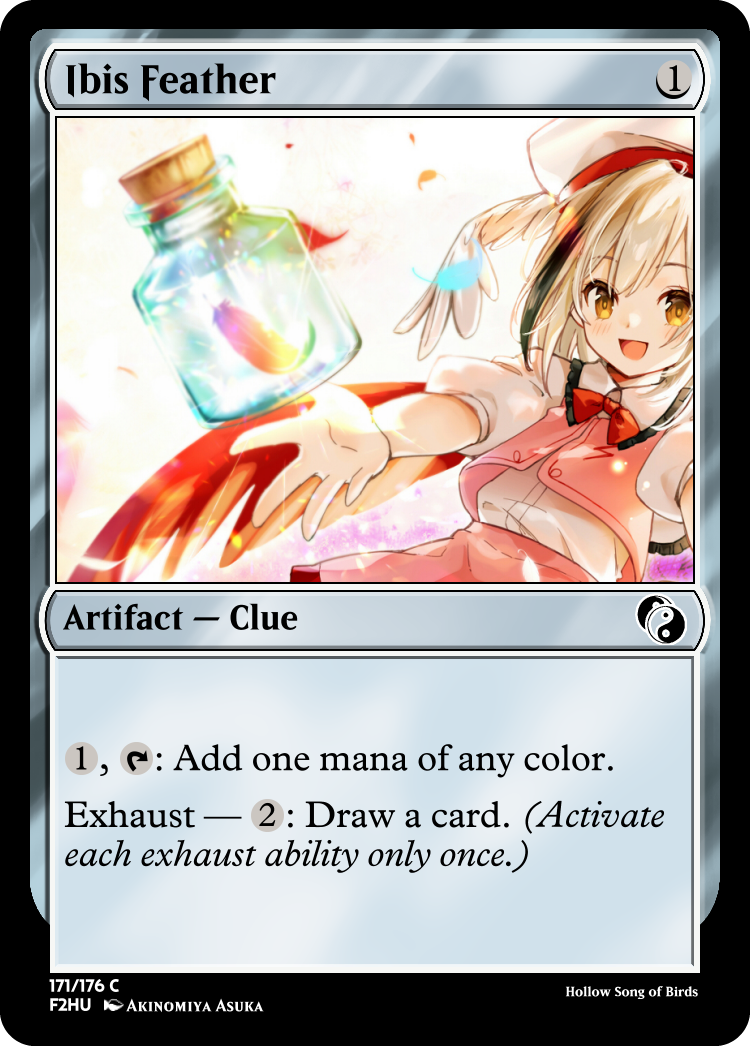 Ibis Feather 1
Artifact — Clue
1, : Add one mana of any color.
Exhaust — 2: Draw a card. (Activate
each exhaust ability only once.)
171/176 C
F2HU Akinomiya Asuka
Hollow Song of Birds